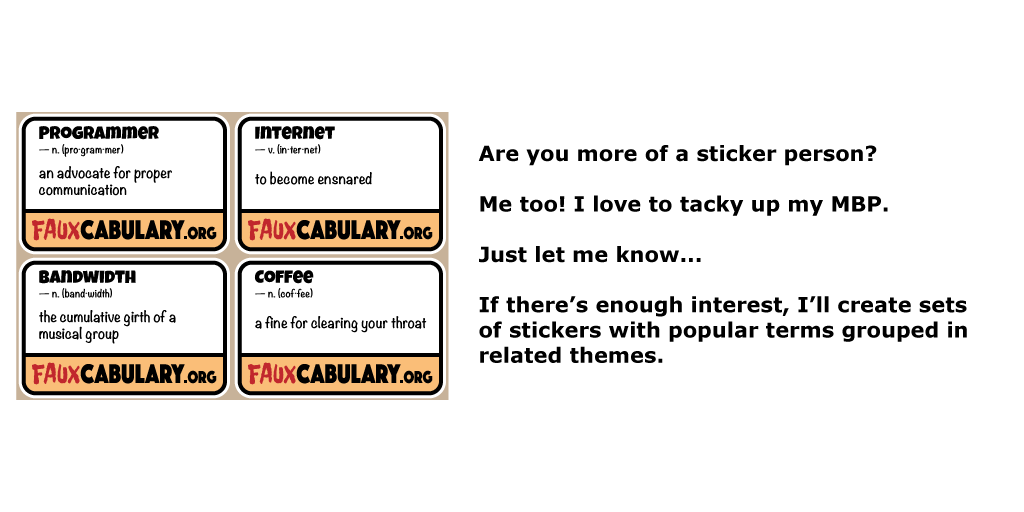 PROGRAMMER
— n. (pro·gram·mer)
an advocate for proper
communication
FAUXCABULARY.ORG
INTERNET
— v. (in·ter·net)
to become ensnared
FAUXCABULARY.ORG
BANDWIDTH
— n. (band·width)
the cumulative girth of a
musical group
FAUXCABULARY.ORG
COFFEE
— n. (cof·fee)
a fine for clearing your throat
FAUXCABULARY.ORG
Are you more of a sticker person?
Me too! I love to tacky up my MBP.
Just let me know...
If there’s enough interest, I’ll create sets
of stickers with popular terms grouped in
related themes.